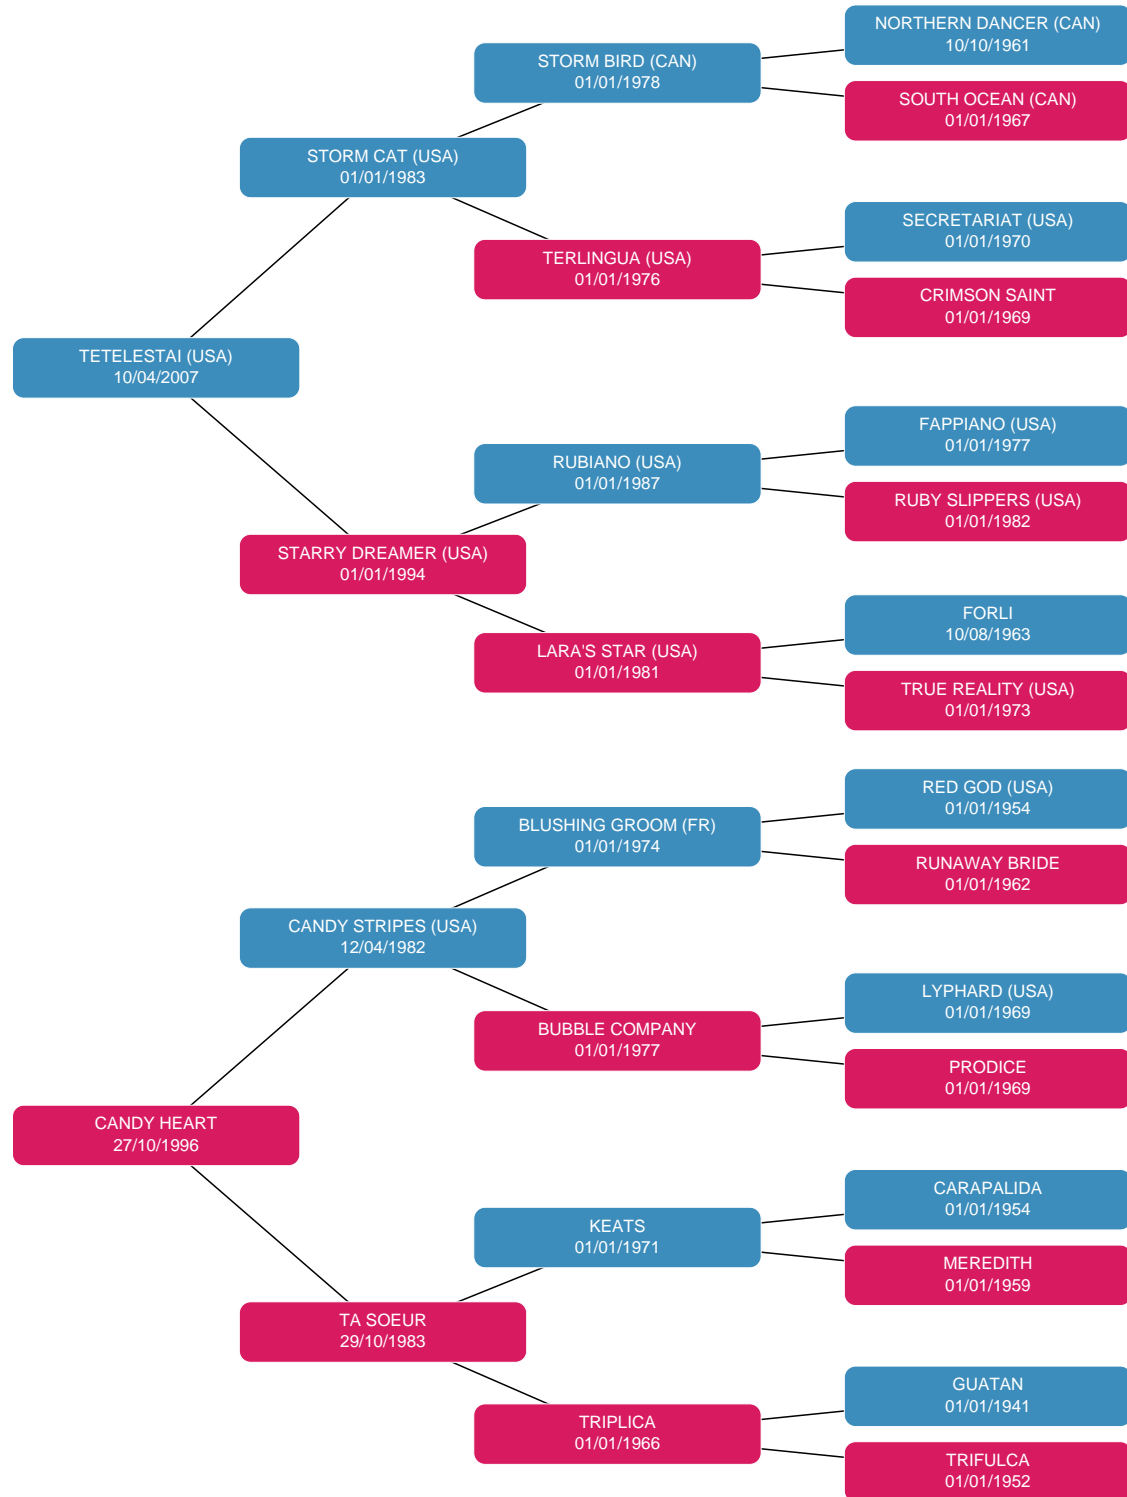 NORTHERN DANCER (CAN)
10/10/1961
STORM BIRD (CAN)
01/01/1978
SOUTH OCEAN (CAN)
01/01/1967
STORM CAT (USA)
01/01/1983
SECRETARIAT (USA)
01/01/1970
TERLINGUA (USA)
01/01/1976
CRIMSON SAINT
01/01/1969
TETELESTAI (USA)
10/04/2007
FAPPIANO (USA)
01/01/1977
RUBIANO (USA)
01/01/1987
RUBY SLIPPERS (USA)
01/01/1982
STARRY DREAMER (USA)
01/01/1994
FORLI
10/08/1963
LARA'S STAR (USA)
01/01/1981
TRUE REALITY (USA)
01/01/1973
RED GOD (USA)
01/01/1954
BLUSHING GROOM (FR)
01/01/1974
RUNAWAY BRIDE
01/01/1962
CANDY STRIPES (USA)
12/04/1982
LYPHARD (USA)
01/01/1969
BUBBLE COMPANY
01/01/1977
PRODICE
01/01/1969
CANDY HEART
27/10/1996
CARAPALIDA
01/01/1954
KEATS
01/01/1971
MEREDITH
01/01/1959
TA SOEUR
29/10/1983
GUATAN
01/01/1941
TRIPLICA
01/01/1966
TRIFULCA
01/01/1952